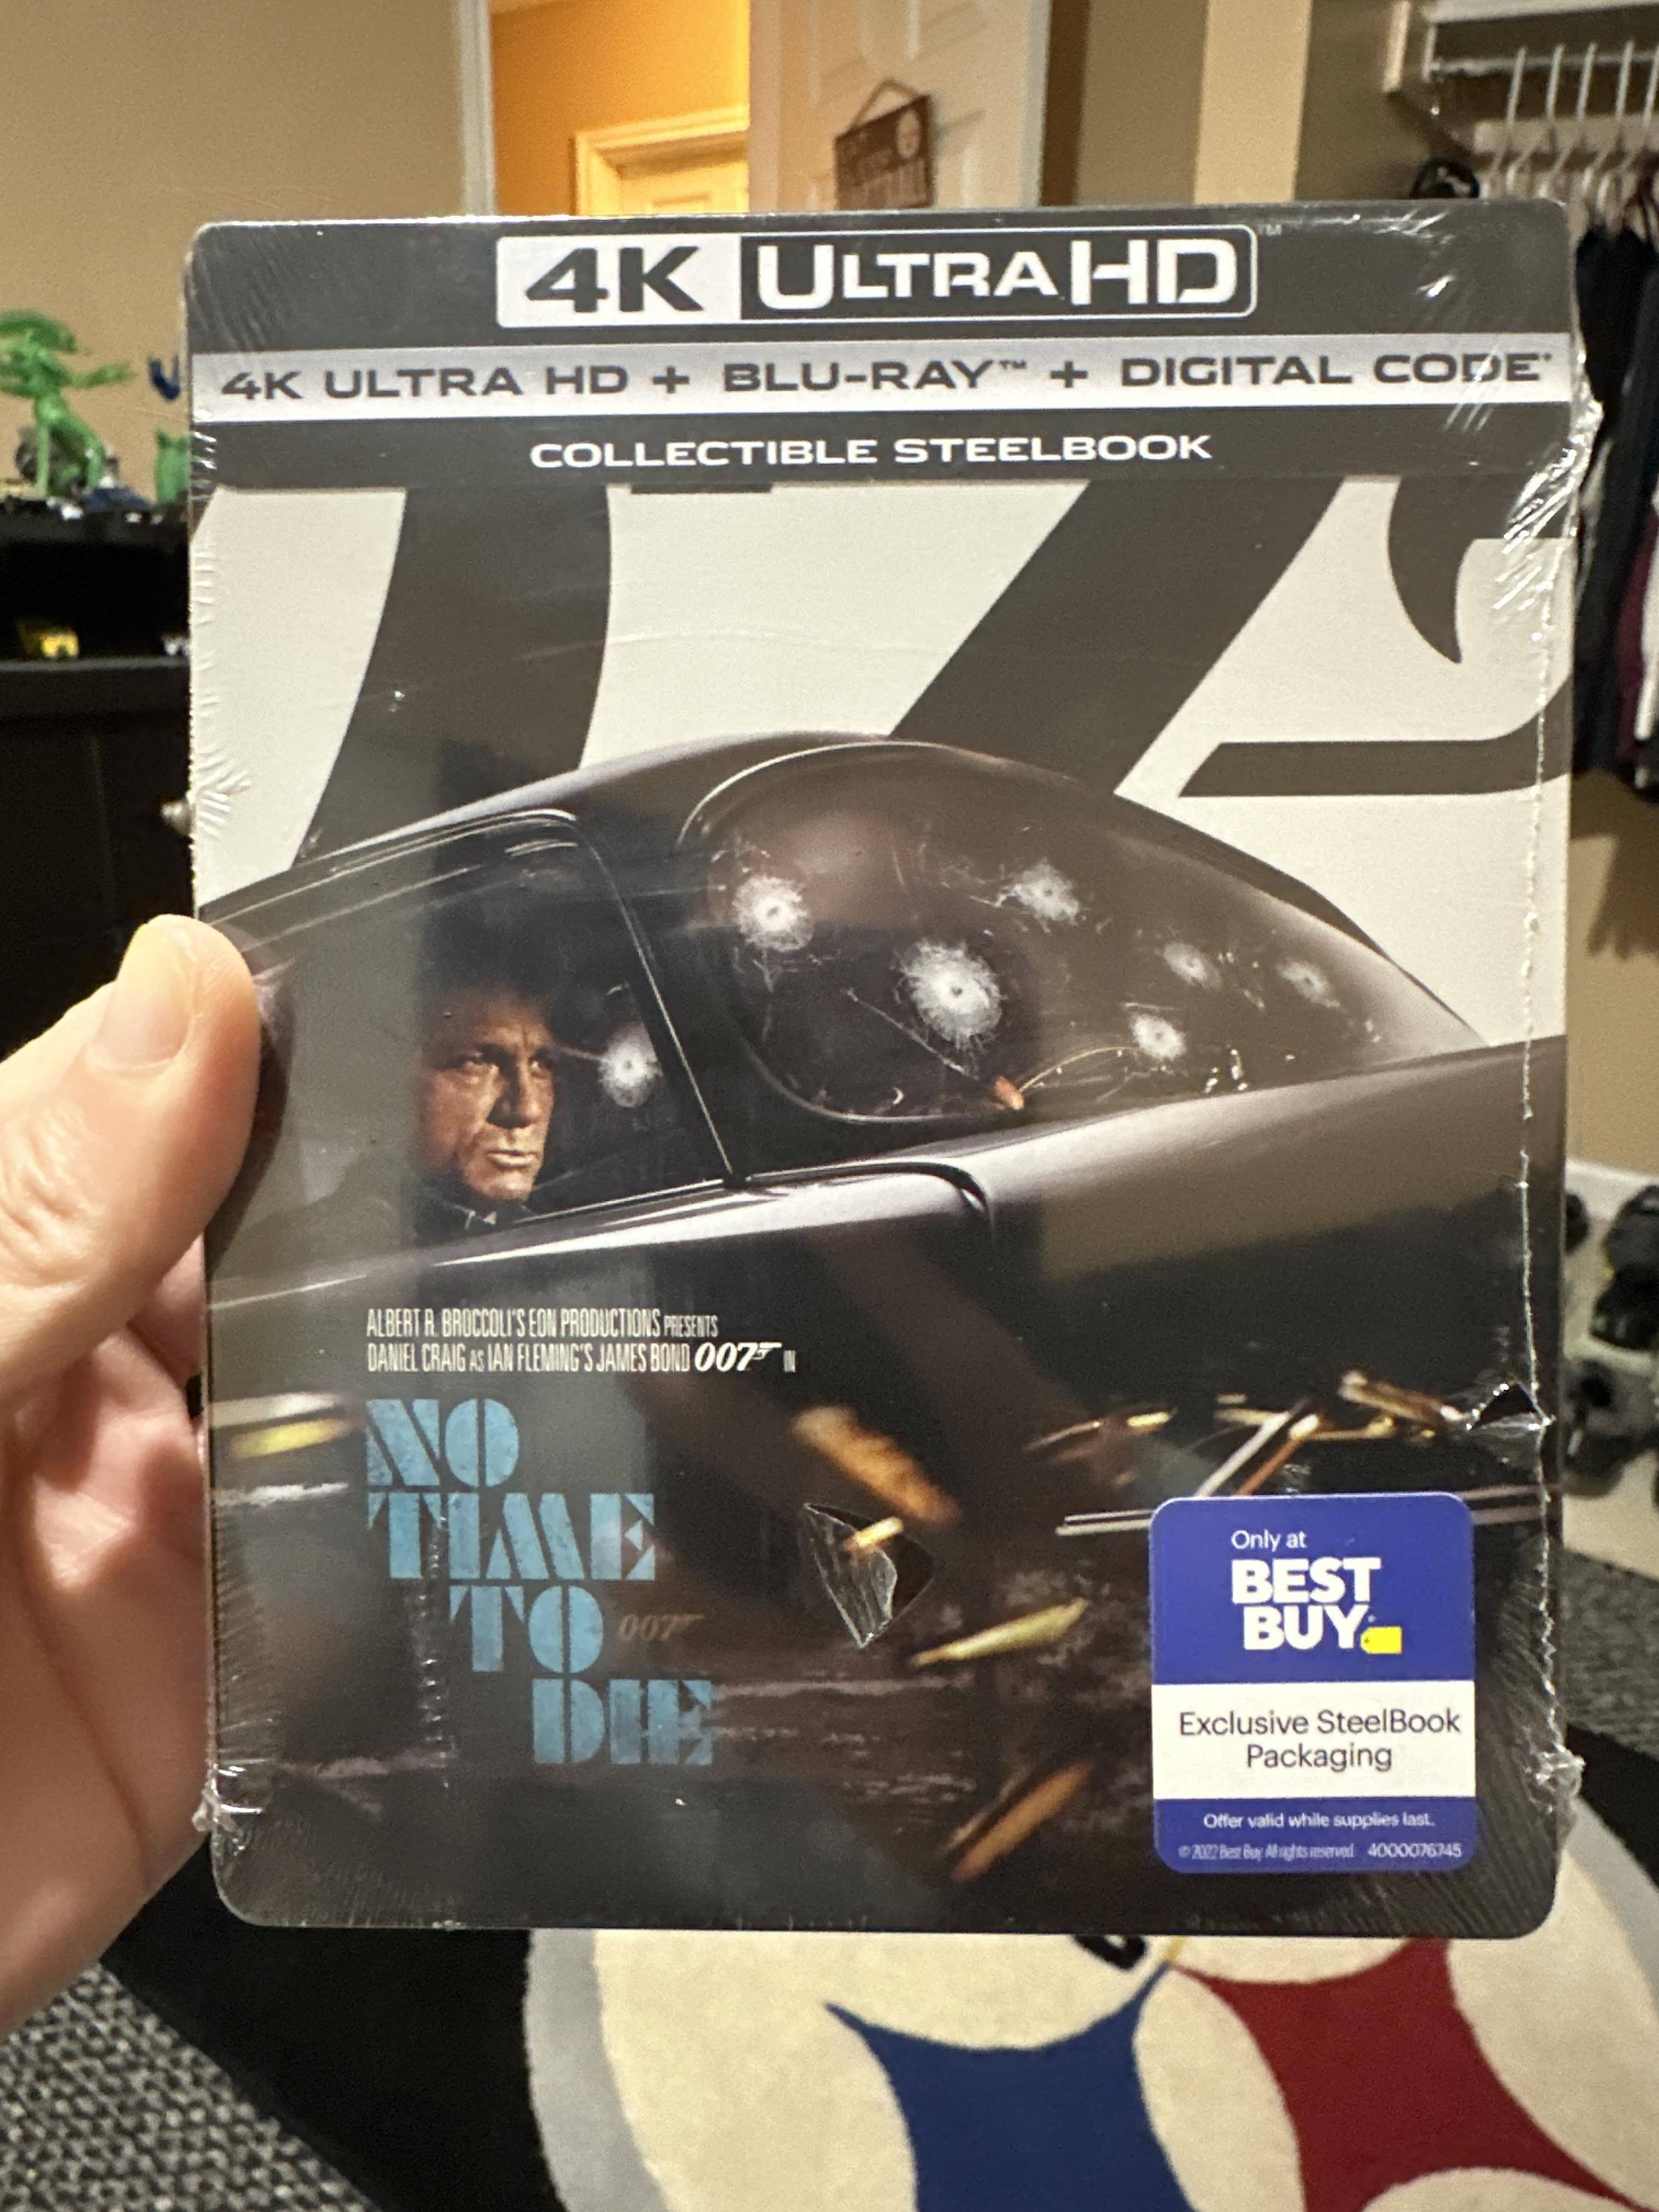 4K ULTRA HD™
4K ULTRA HD + BLU-RAY™ + DIGITAL CODE*
COLLECTIBLE STEELBOOK
ALBERT R. BROCCOLI'S EON PRODUCTIONS PRESENTS
DANIEL CRAIG AS IAN FLEMING'S JAMES BOND 007 IN
NO
TIME
TO 007
DIE
Only at
BEST
BUY
Exclusive SteelBook
Packaging
Offer valid while supplies last.
© 2022 Best Buy. All rights reserved. 4000076745